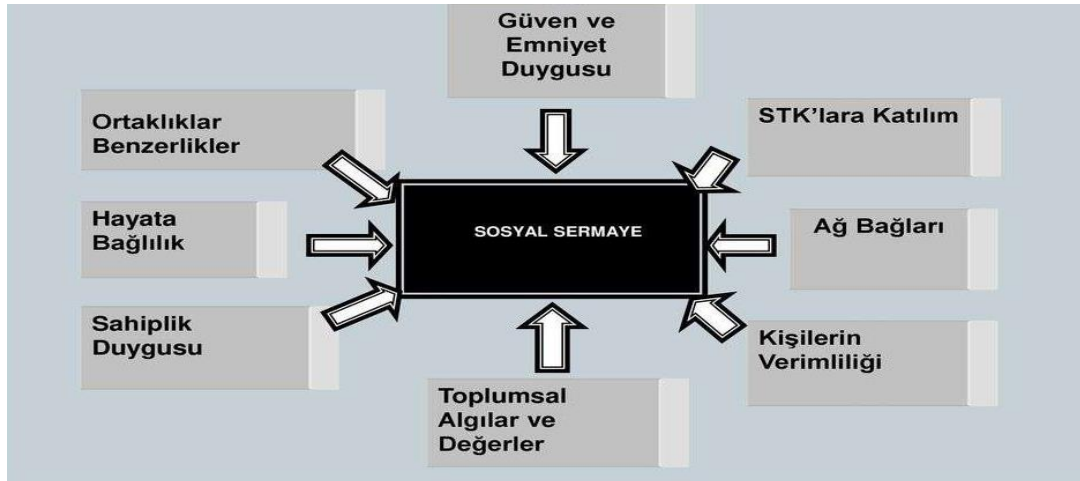 Güven ve
Emniyet
Duygusu
Ortaklıklar
Benzerlikler
STK’lara Katılım
Hayata
Bağlılık
SOSYAL SERMAYE
Ağ Bağları
Sahiplik
Duygusu
Kişilerin
Verimliliği
Toplumsal
Algılar ve
Değerler